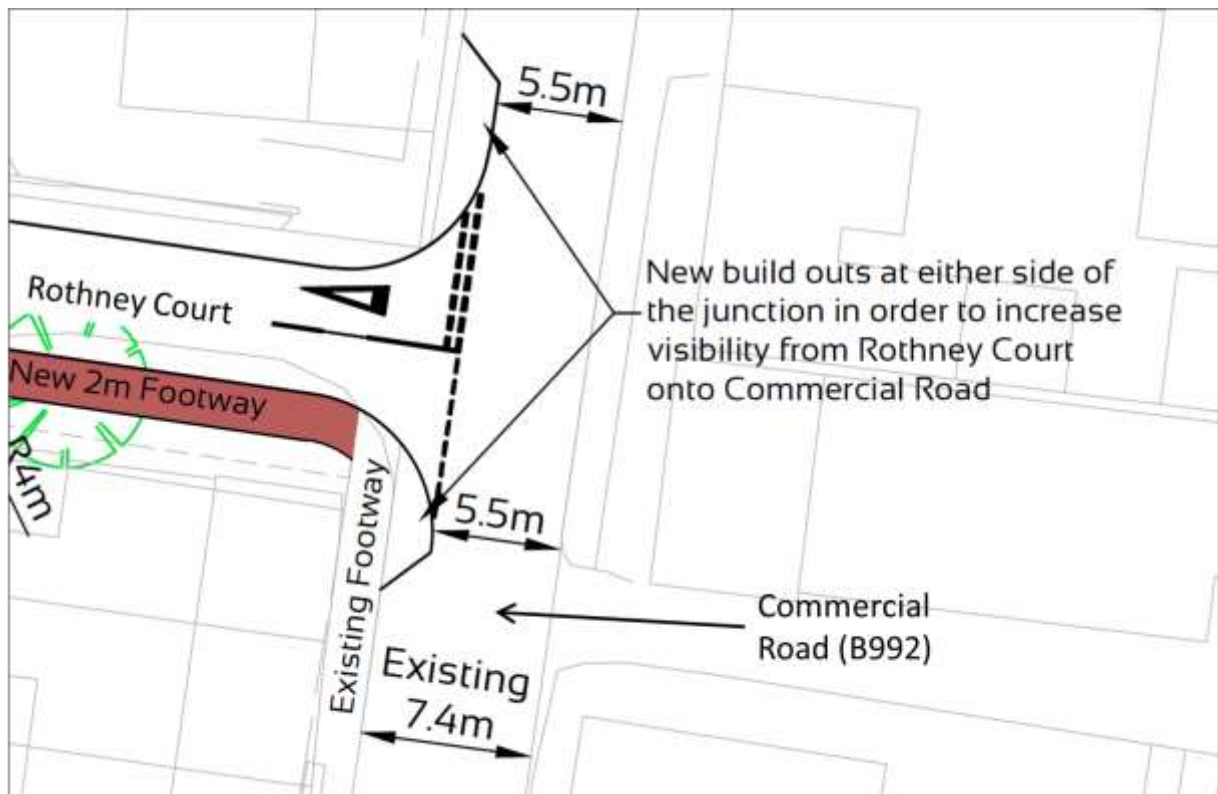 5.5m
New build outs at either side of
the junction in order to increase
visibility from Rothney Court
onto Commercial Road
Rothney Court
New 2m Footway
R4m
5.5m
Existing Footway
Commercial
Road (B992)
Existing
7.4m